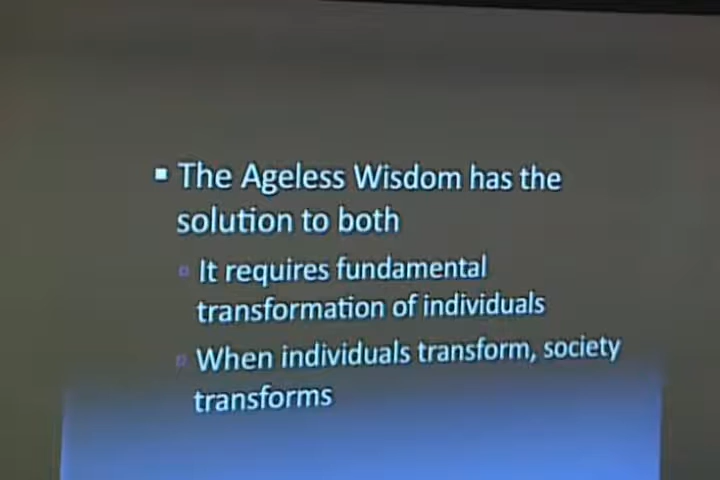 ▪ The Ageless Wisdom has the
solution to both
▫ It requires fundamental
transformation of individuals
▫ When individuals transform, society
transforms